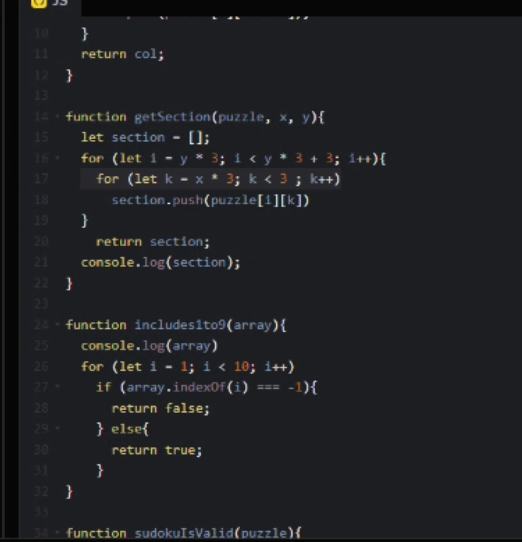 JS
10 }
11 return col;
12 }
13
14 function getSection(puzzle, x, y){
15 let section = [];
16 for (let i = y * 3; i < y * 3 + 3; i++){
17 for (let k = x * 3; k < 3 ; k++)
18 section.push(puzzle[i][k])
19 }
20 return section;
21 console.log(section);
22 }
23
24 function includes1to9(array){
25 console.log(array)
26 for (let i = 1; i < 10; i++)
27 if (array.indexOf(i) === -1){
28 return false;
29 } else{
30 return true;
31 }
32 }
33
34 function sudokuIsValid(puzzle){